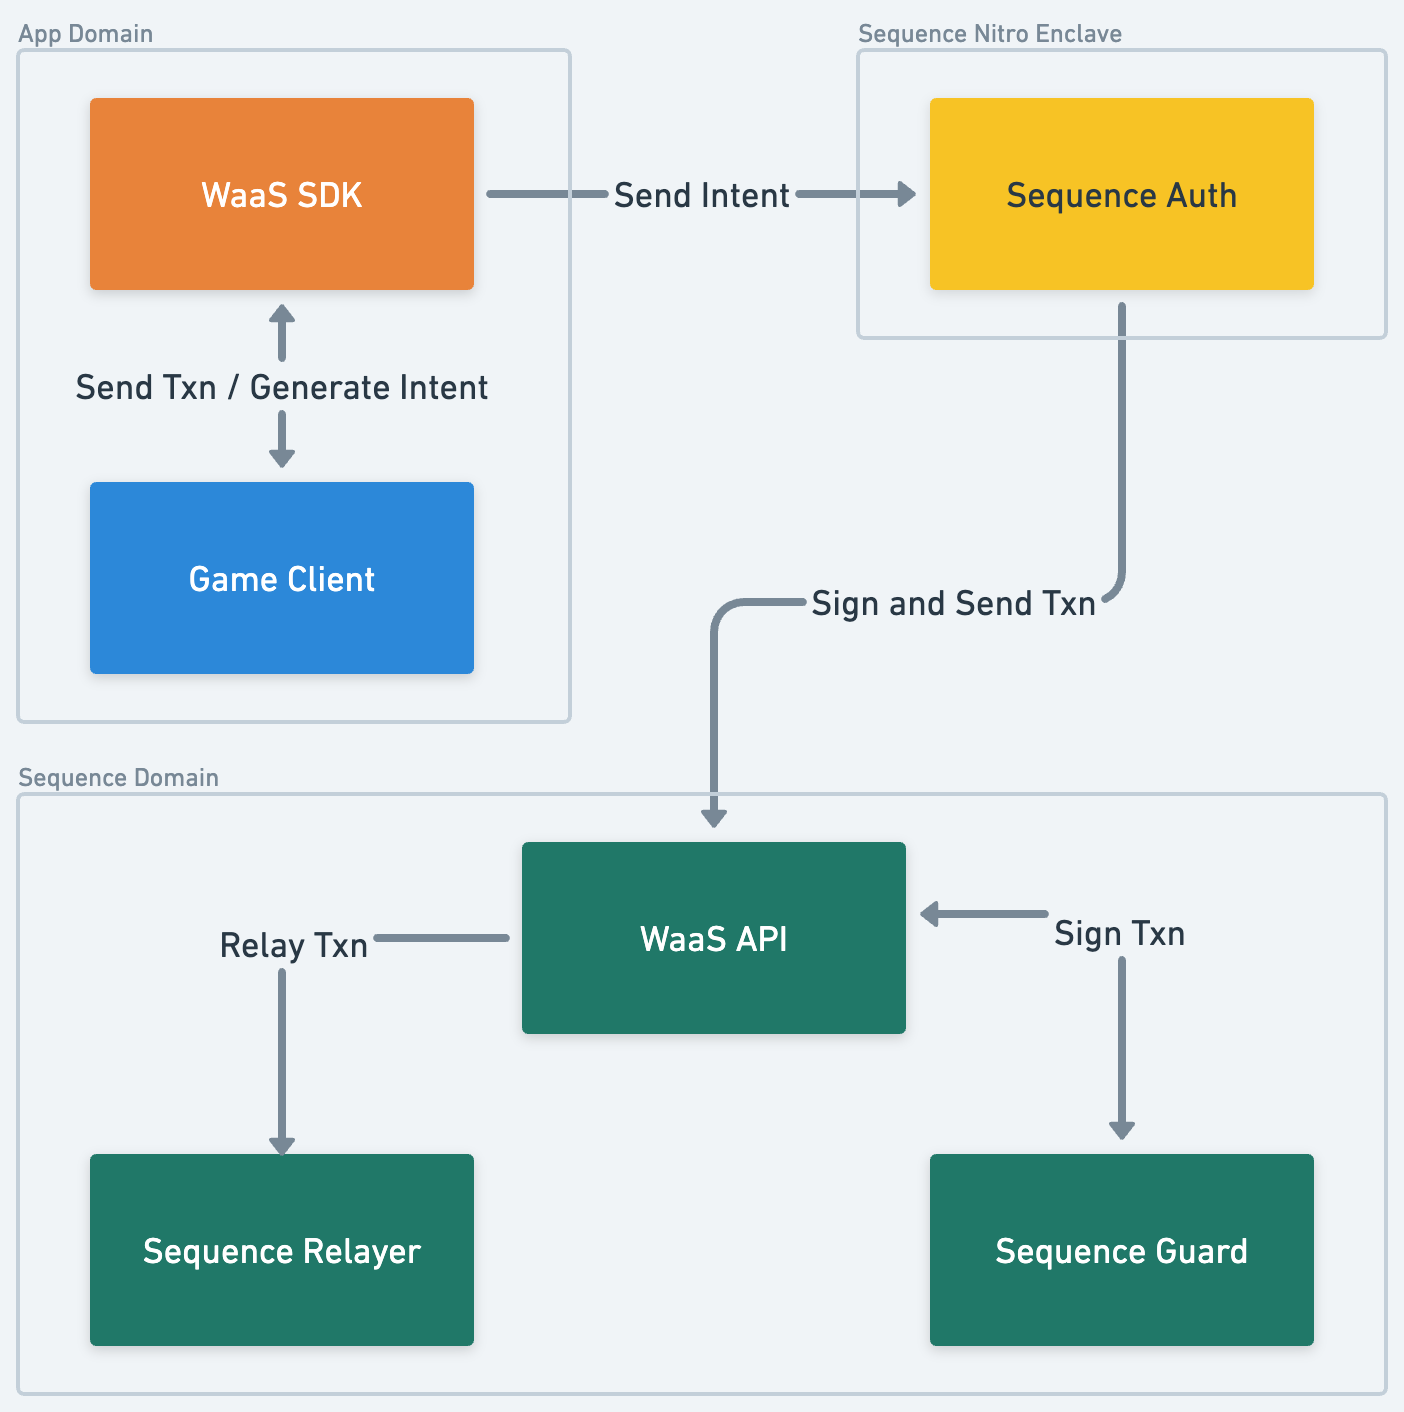 App Domain
Sequence Nitro Enclave
WaaS SDK
Send Intent
Sequence Auth
Send Txn / Generate Intent
Game Client
Sign and Send Txn
Sequence Domain
WaaS API
Relay Txn
Sign Txn
Sequence Relayer
Sequence Guard